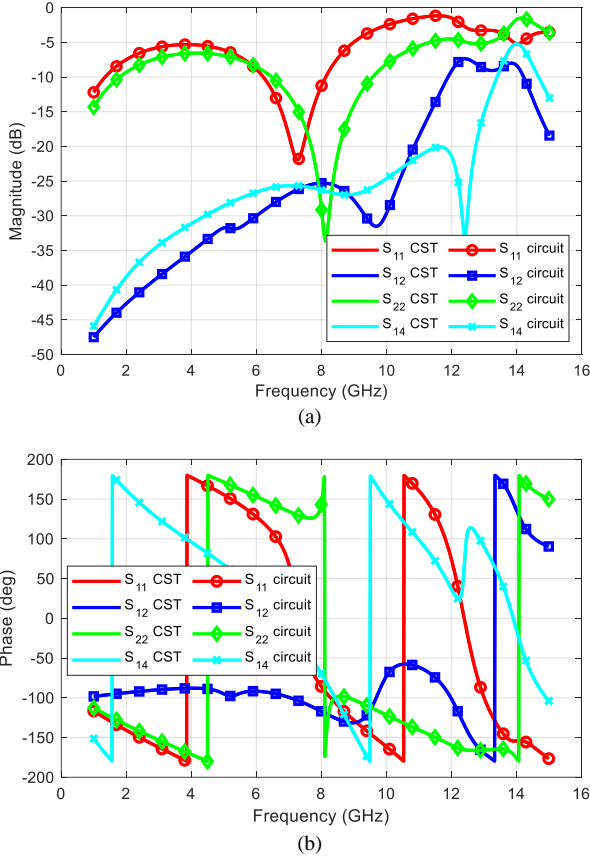 0
-5
-10
-15
-20
-25
-30
-35
-40
-45
-50
Magnitude (dB)
S11 CST S11 circuit
S12 CST S12 circuit
S22 CST S22 circuit
S14 CST S14 circuit
0 2 4 6 8 10 12 14 16
Frequency (GHz)
(a)
200
150
100
50
0
-50
-100
-150
-200
Phase (deg)
S11 CST S11 circuit
S12 CST S12 circuit
S22 CST S22 circuit
S14 CST S14 circuit
0 2 4 6 8 10 12 14 16
Frequency (GHz)
(b)